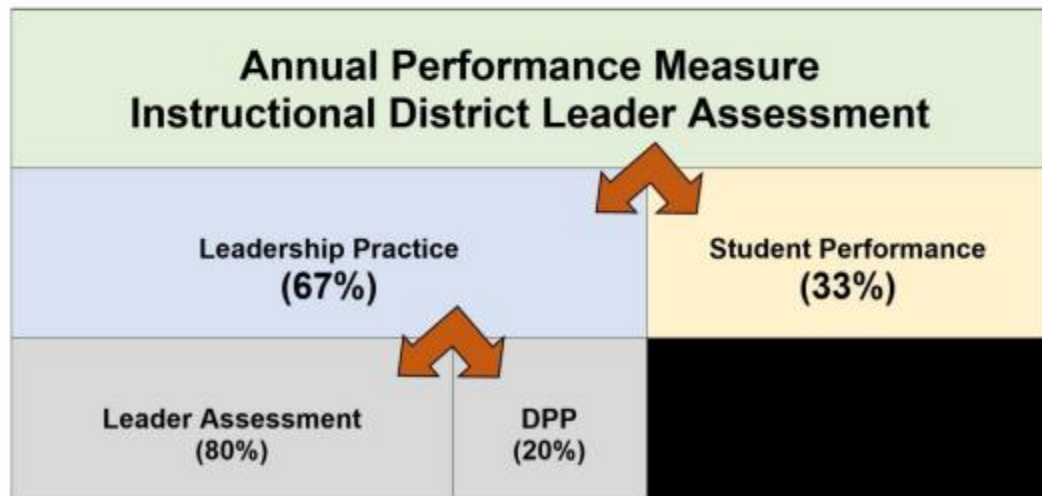 Annual Performance Measure
Instructional District Leader Assessment
Leadership Practice
(67%)
Student Performance
(33%)
Leader Assessment
(80%)
DPP
(20%)